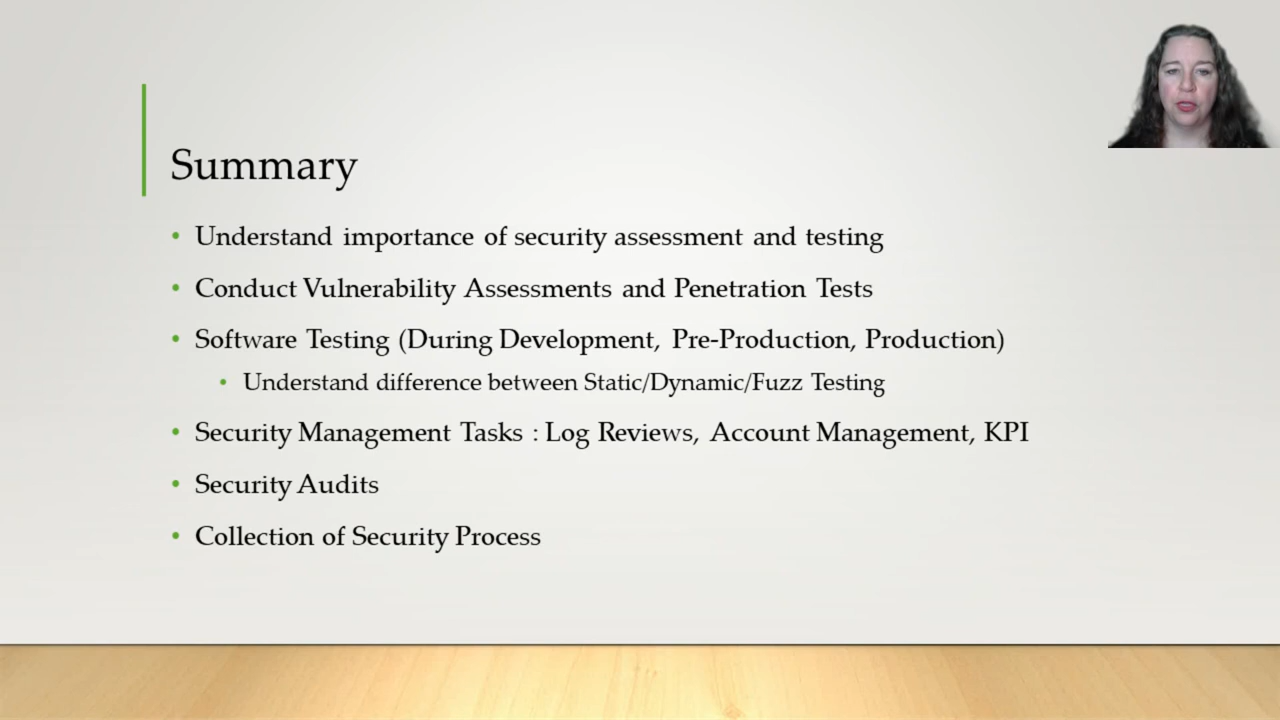 Summary
Understand importance of security assessment and testing
Conduct Vulnerability Assessments and Penetration Tests
Software Testing (During Development, Pre-Production, Production)
Understand difference between Static/Dynamic/Fuzz Testing
Security Management Tasks : Log Reviews, Account Management, KPI
Security Audits
Collection of Security Process